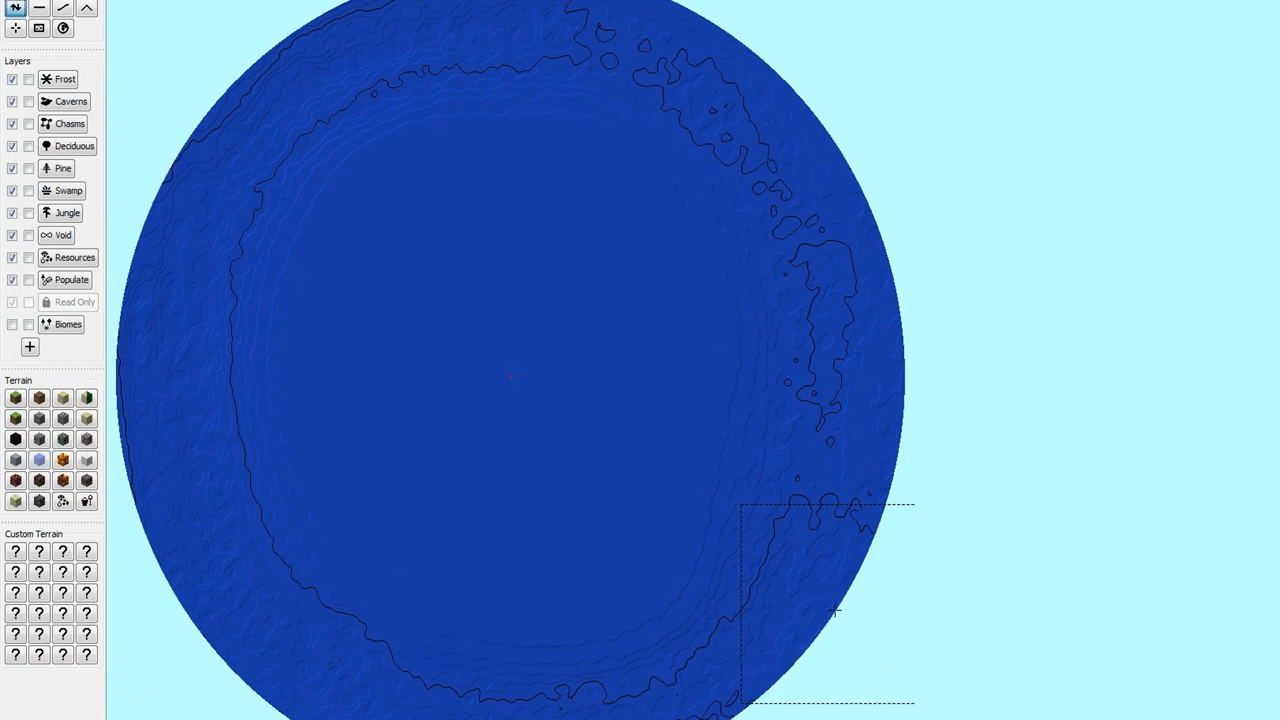 Layers
Frost
Caverns
Chasms
Deciduous
Pine
Swamp
Jungle
Void
Resources
Populate
Read Only
Biomes
+
Terrain
Custom Terrain
? ? ? ?
? ? ? ?
? ? ? ?
? ? ? ?
? ? ? ?
? ? ? ?